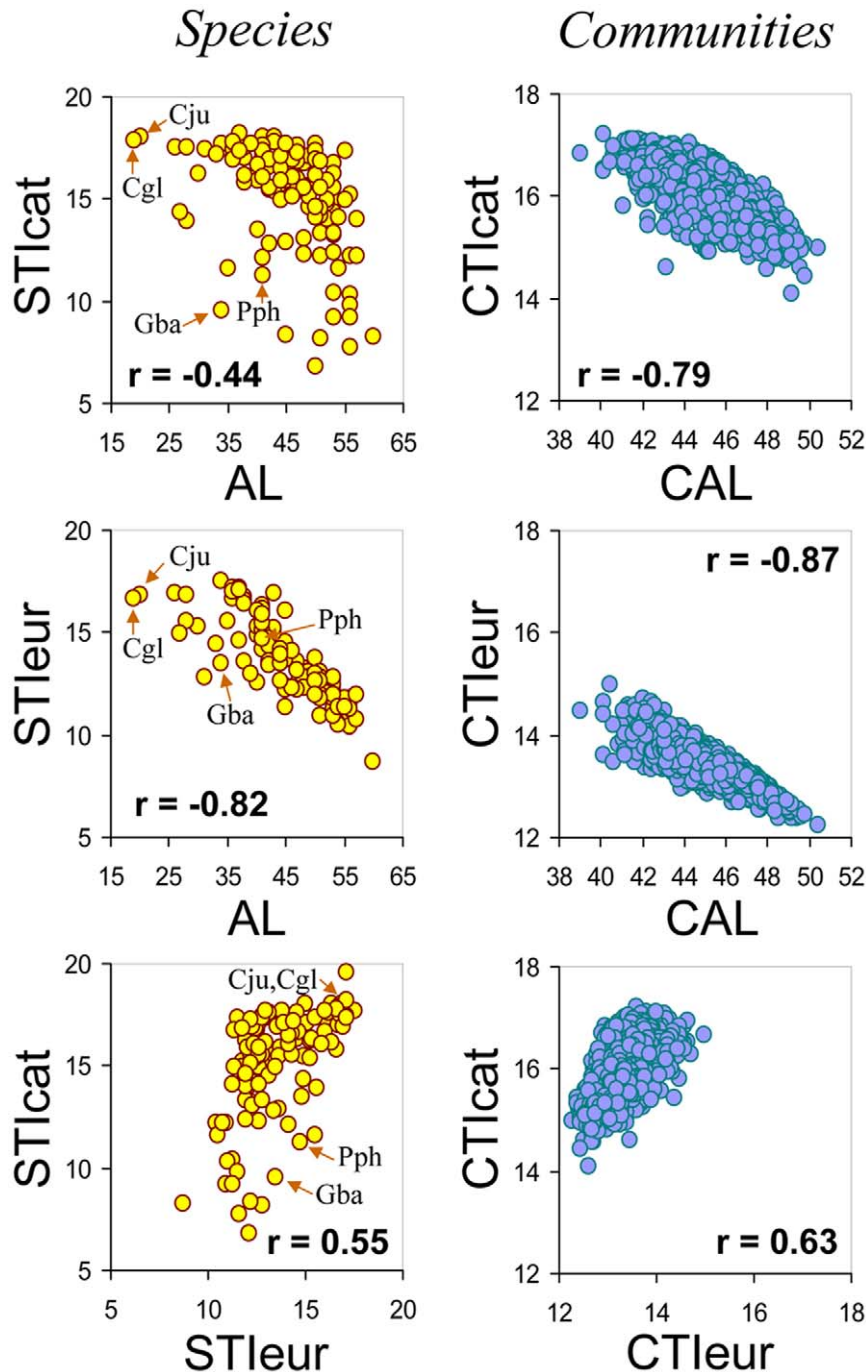 Species
Communities
STIcat
20
15
10
5
Cju
Cgl
Gba
Pph
r = -0.44
15 25 35 45 55 65
AL
CTIcat
18
16
14
12
r = -0.79
38 40 42 44 46 48 50 52
CAL
STIeur
20
15
10
5
Cju
Cgl
Pph
Gba
r = -0.82
15 25 35 45 55 65
AL
CTIeur
18
16
14
12
r = -0.87
38 40 42 44 46 48 50 52
CAL
STIcat
20
15
10
5
Cju,Cgl
Pph
Gba
r = 0.55
5 10 15 20
STIeur
CTIcat
18
16
14
12
r = 0.63
12 14 16 18
CTIeur